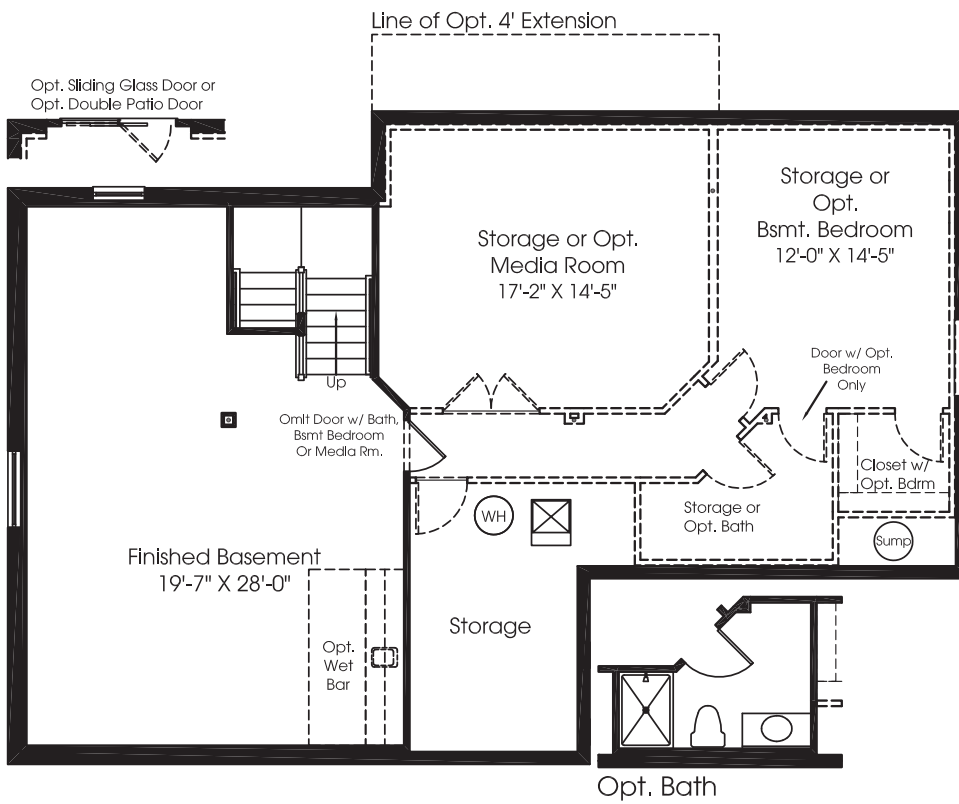 Line of Opt. 4' Extension
Opt. Sliding Glass Door or
Opt. Double Patio Door
Storage or
Opt.
Bsmt. Bedroom
12'-0" X 14'-5"
Storage or Opt.
Media Room
17'-2" X 14'-5"
Door w/ Opt.
Bedroom
Only
Up
Omit Door w/ Bath,
Bsmt Bedroom
Or Media Rm.
Closet w/
Opt. Bdrm
Storage or
Opt. Bath
WH
Sump
Finished Basement
19'-7" X 28'-0"
Storage
Opt.
Wet
Bar
Opt. Bath